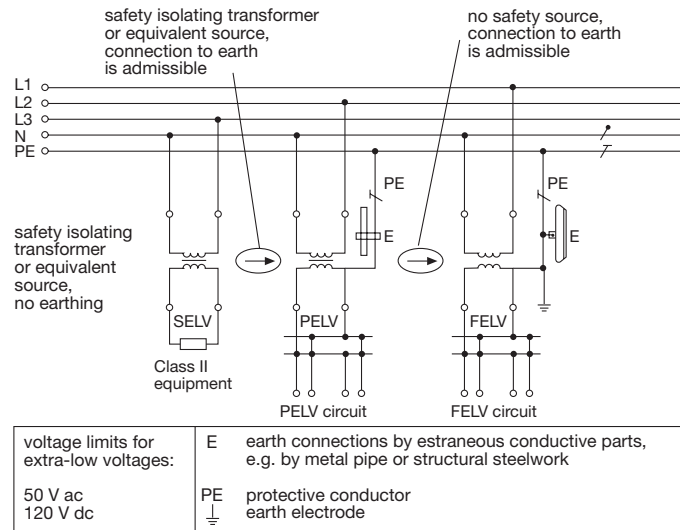 safety isolating transformer
or equivalent source,
connection to earth
is admissible
no safety source,
connection to earth
is admissible
L1
L2
L3
N
PE
PE
PE
E
E
safety isolating
transformer
or equivalent
source,
no earthing
SELV
PELV
FELV
Class II
equipment
PELV circuit
FELV circuit
voltage limits for
extra-low voltages:
50 V ac
120 V dc
E earth connections by estraneous conductive parts,
e.g. by metal pipe or structural steelwork
PE protective conductor
earth electrode